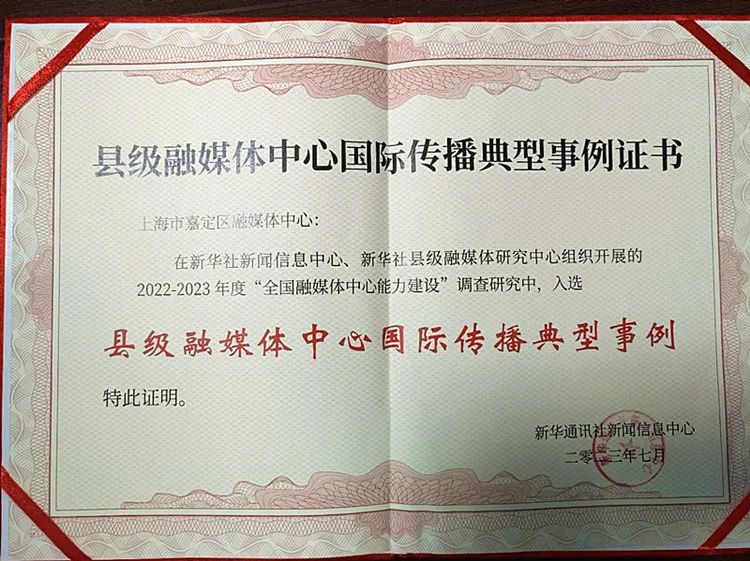 县级融媒体中心国际传播典型事例证书
上海市嘉定区融媒体中心：
在新华社新闻信息中心、新华社县级融媒体研究中心组织开展的
2022-2023 年度“全国融媒体中心能力建设”调查研究中，入选
县级融媒体中心国际传播典型事例
特此证明。
新华通讯社新闻信息中心
二零二三年七月